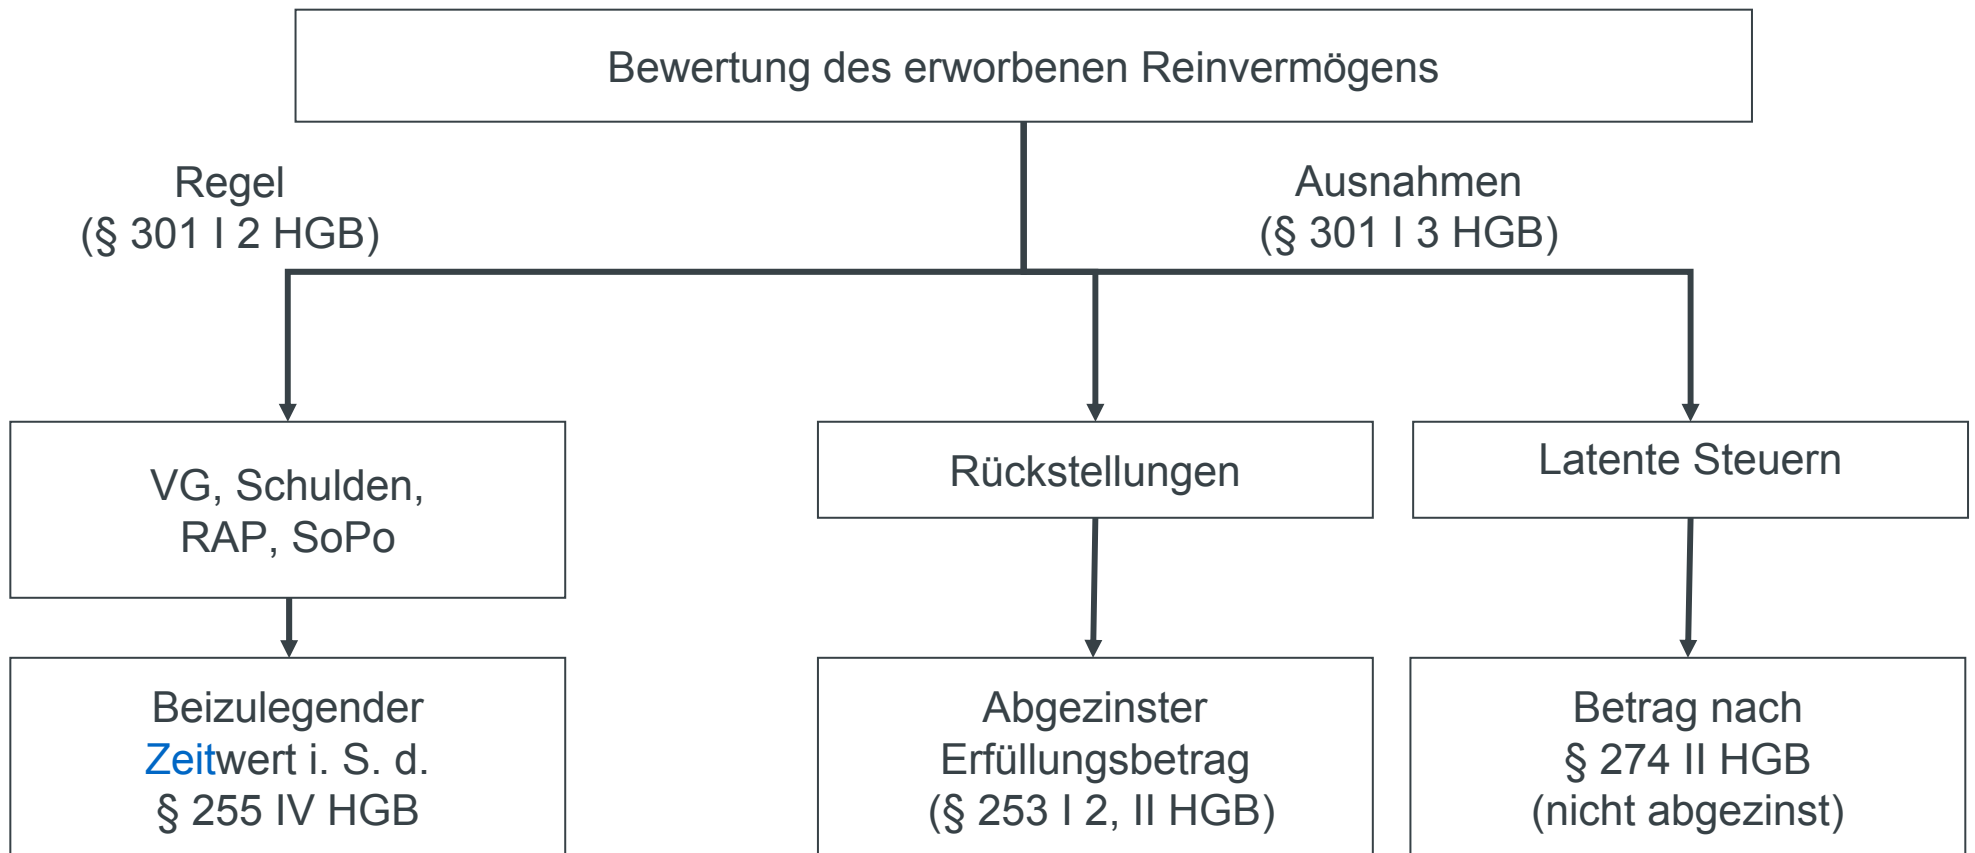 Bewertung des erworbenen Reinvermögens
Regel
(§ 301 I 2 HGB)
Ausnahmen
(§ 301 I 3 HGB)
VG, Schulden,
RAP, SoPo
Rückstellungen
Latente Steuern
Beizulegender
Zeitwert i. S. d.
§ 255 IV HGB
Abgezinster
Erfüllungsbetrag
(§ 253 I 2, II HGB)
Betrag nach
§ 274 II HGB
(nicht abgezinst)